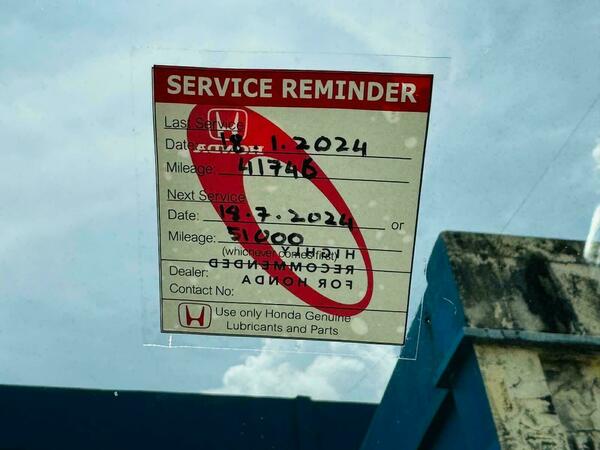 SERVICE REMINDER
Last Service
Date: 18.1.2024
HONDA
Mileage: 41746
Next Service
Date: 18.7.2024 or
Mileage: 51000
(whichever comes first)
HIGHLY
RECOMMENDED
FOR HONDA
Dealer:
Contact No:
Use only Honda Genuine
Lubricants and Parts